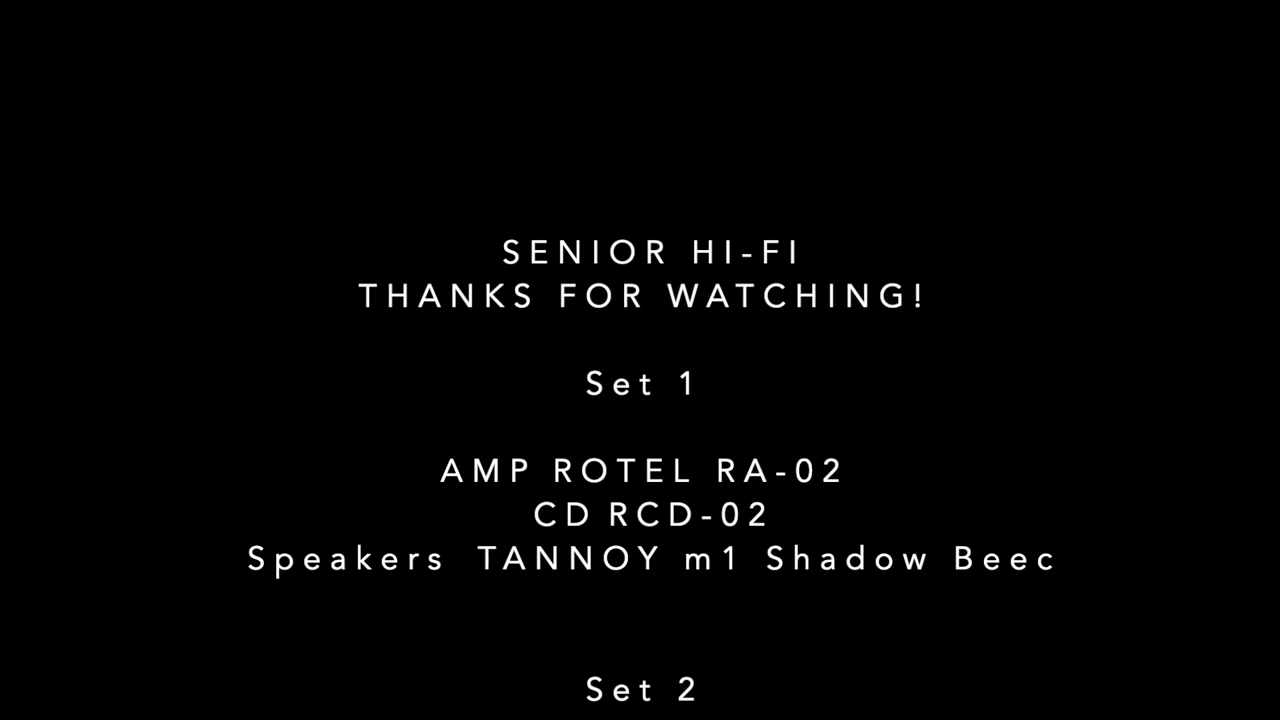 SENIOR HI-FI
THANKS FOR WATCHING!
Set 1
AMP ROTEL RA-02
CD RCD-02
Speakers TANNOY m1 Shadow Beec
Set 2